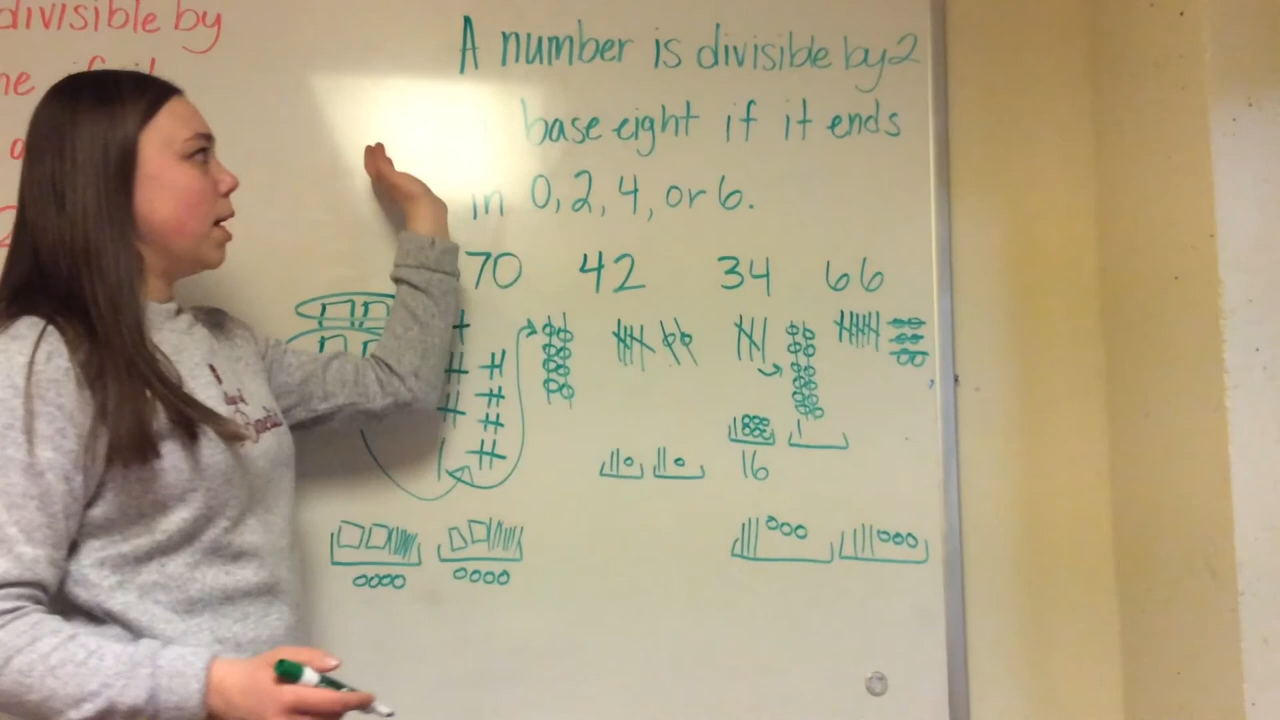 divisible by
A number is divisible by 2
base eight if it ends
in 0, 2, 4, or 6.
70 42 34 66
16